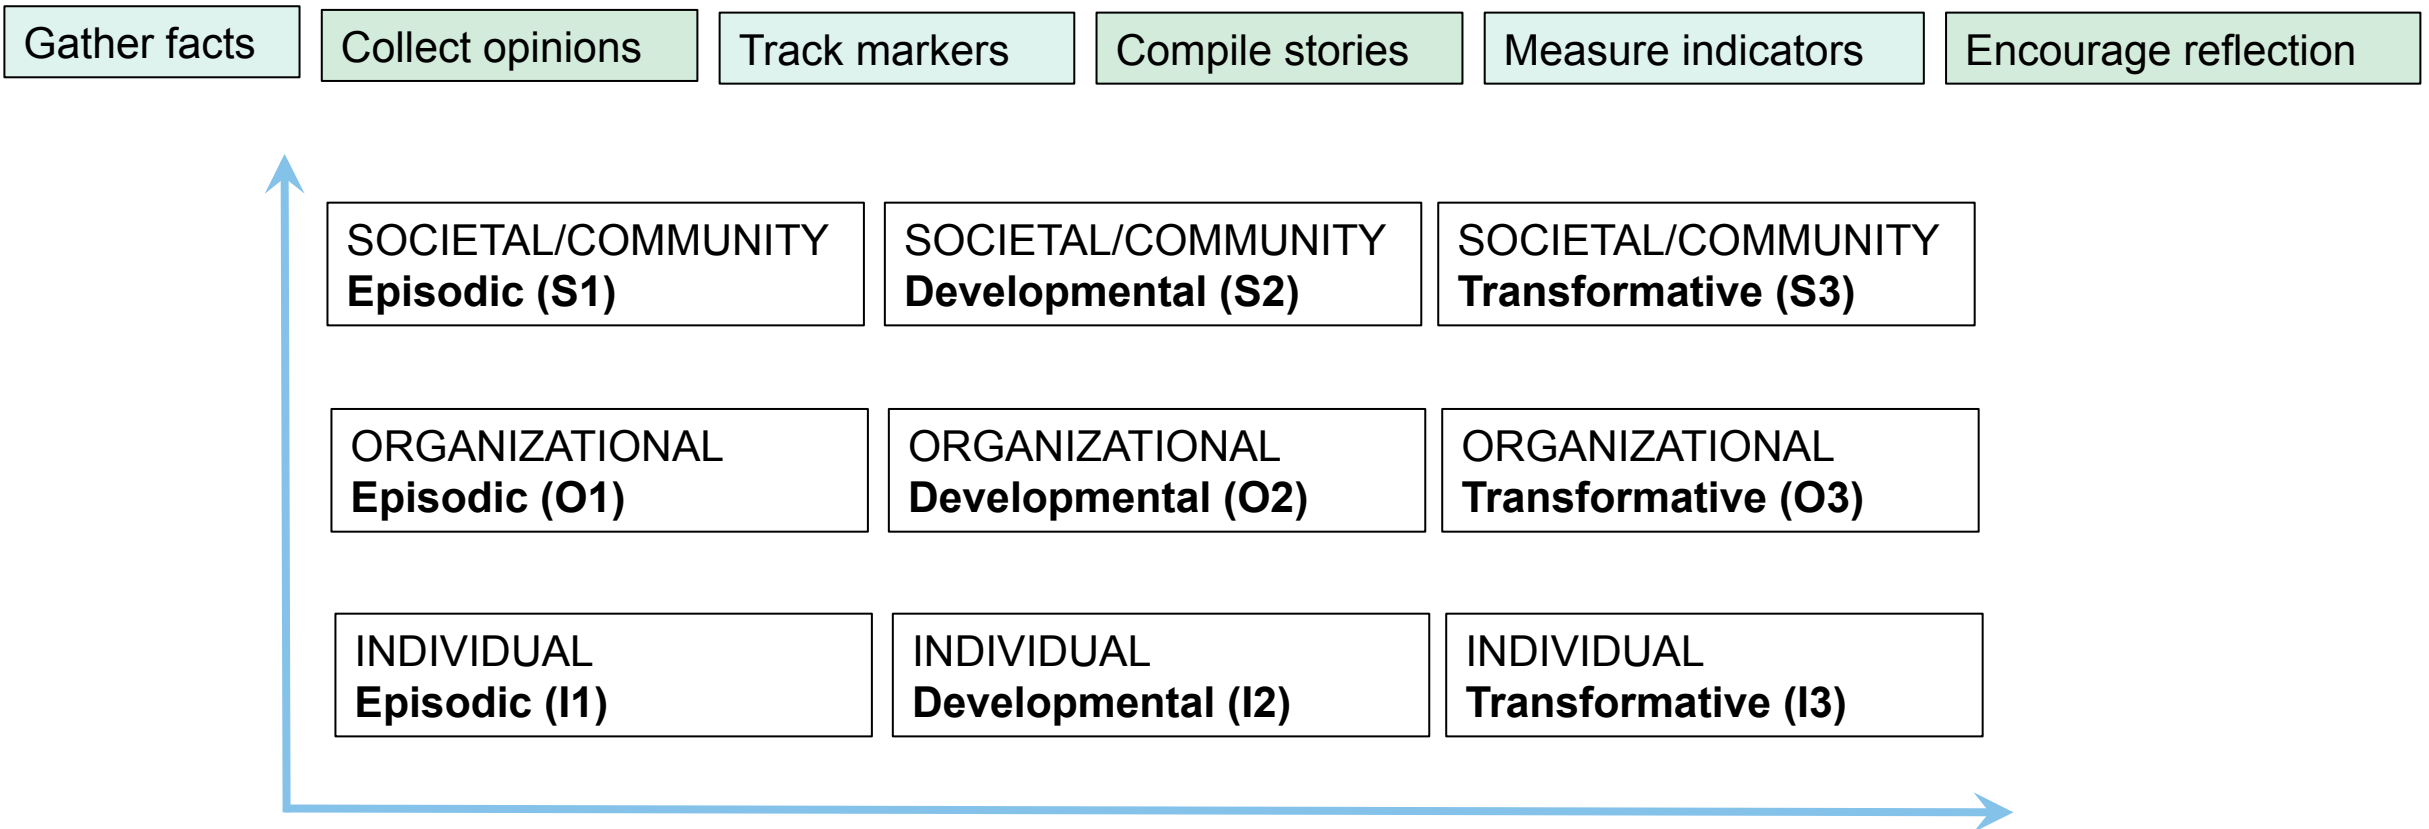 Gather facts
Collect opinions
Track markers
Compile stories
Measure indicators
Encourage reflection
SOCIETAL/COMMUNITY
Episodic (S1)
SOCIETAL/COMMUNITY
Developmental (S2)
SOCIETAL/COMMUNITY
Transformative (S3)
ORGANIZATIONAL
Episodic (O1)
ORGANIZATIONAL
Developmental (O2)
ORGANIZATIONAL
Transformative (O3)
INDIVIDUAL
Episodic (I1)
INDIVIDUAL
Developmental (I2)
INDIVIDUAL
Transformative (I3)